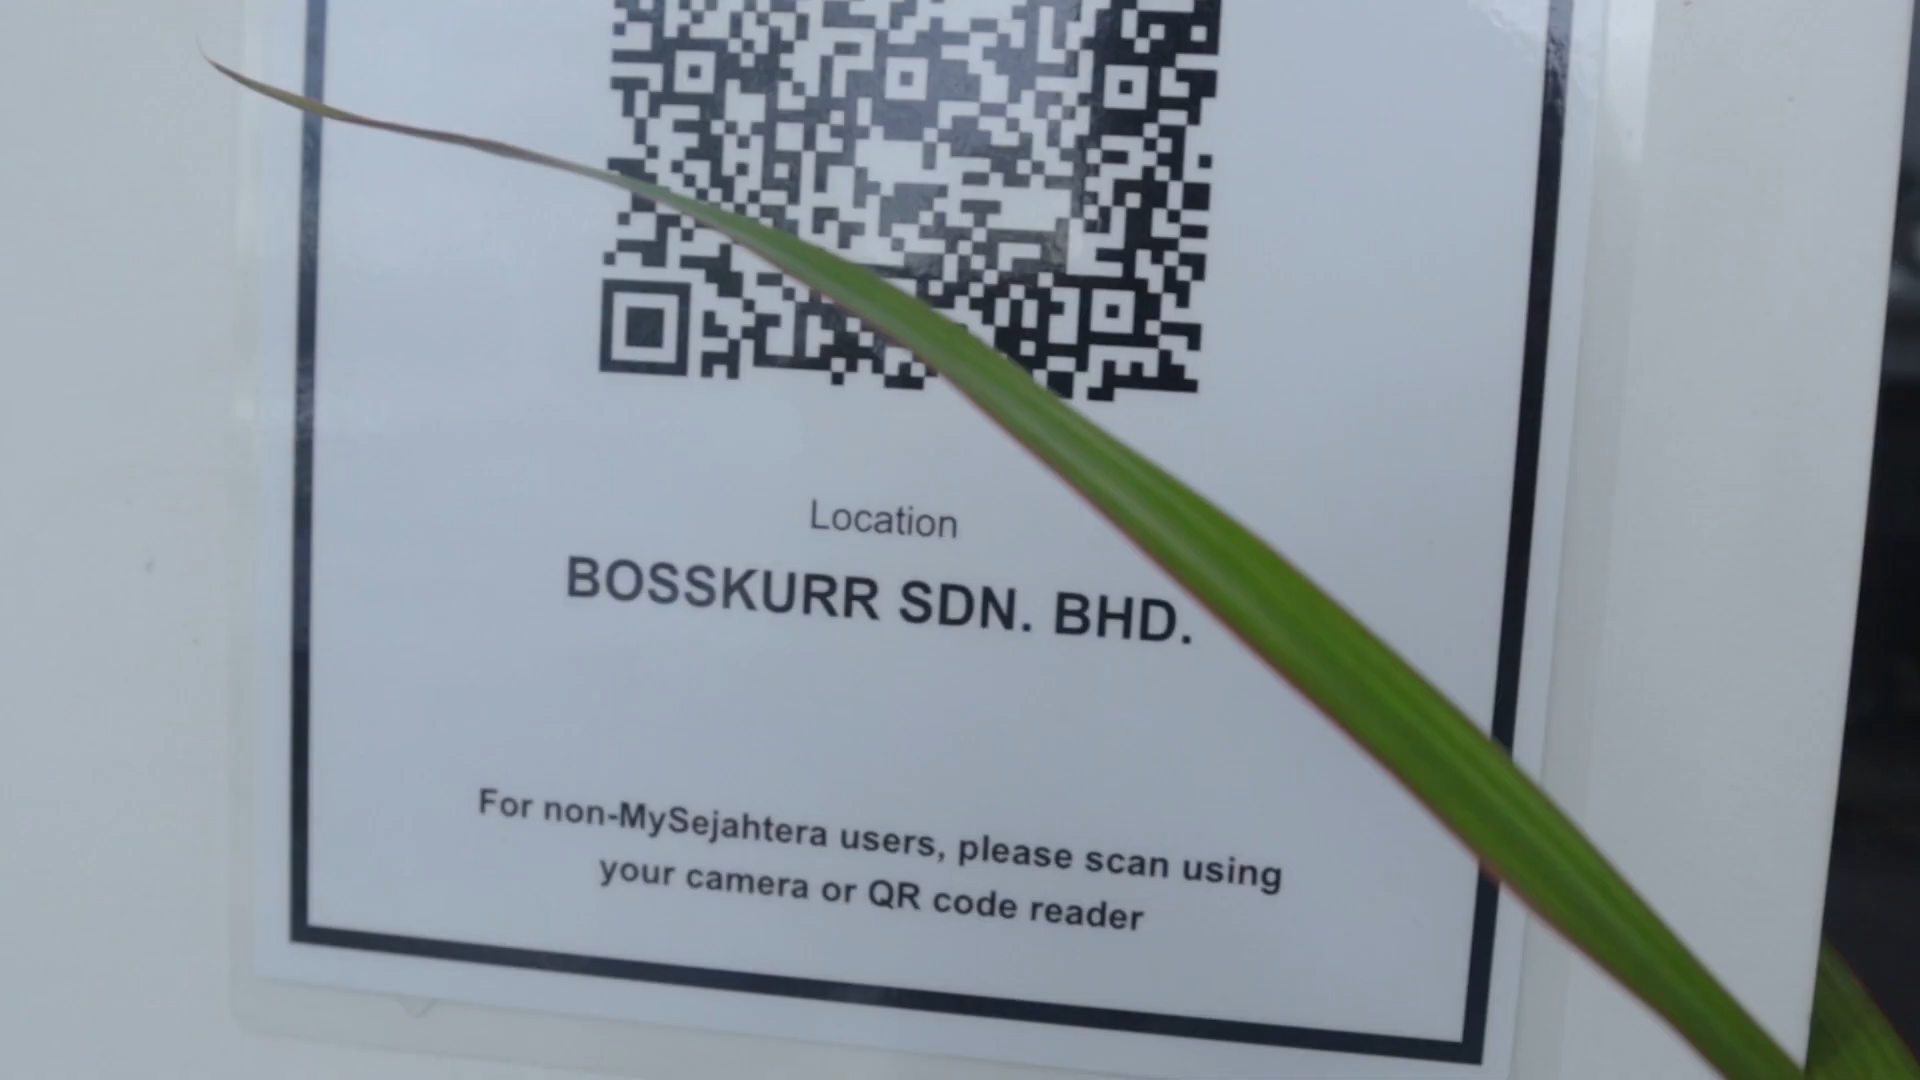 Location
BOSSKURR SDN. BHD.
For non-MySejahtera users, please scan using
your camera or QR code reader